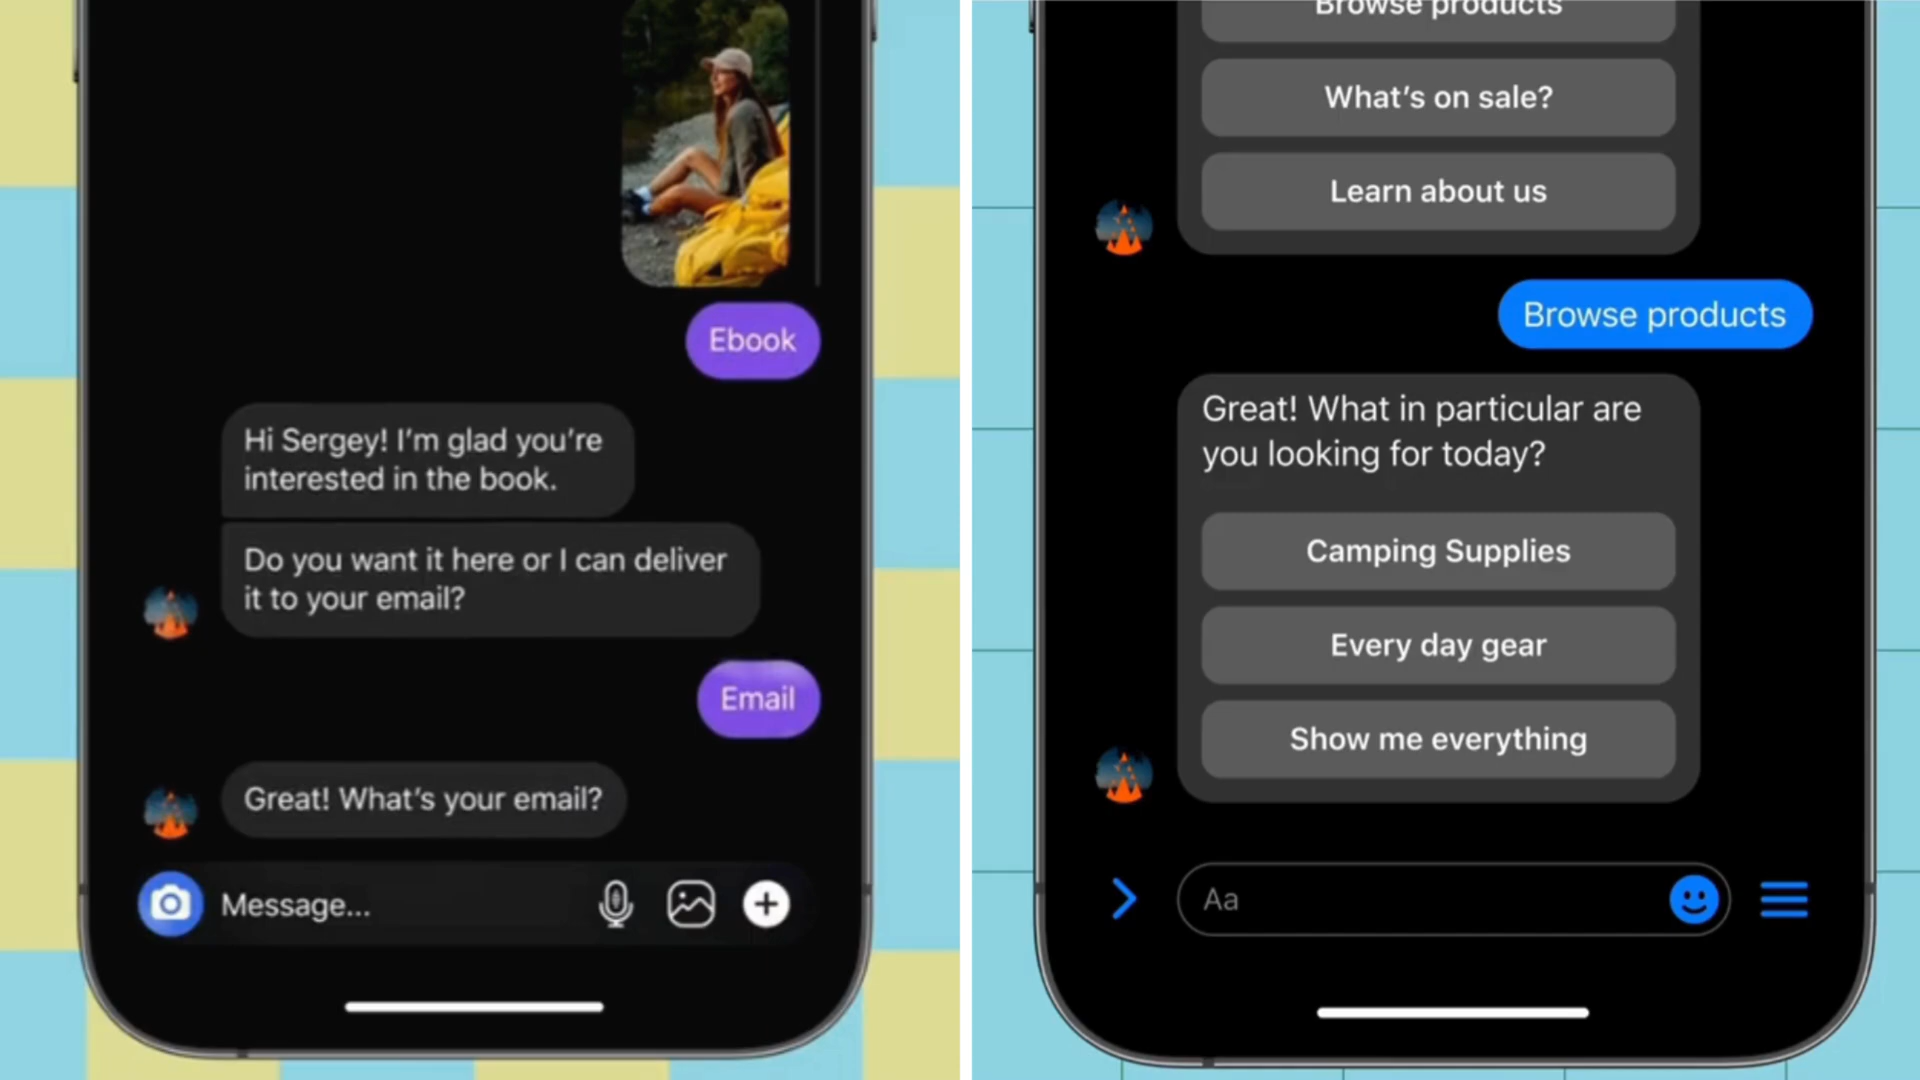 Ebook
Hi Sergey! I'm glad you're
interested in the book.
Do you want it here or I can deliver
it to your email?
Email
Great! What's your email?
Message...
Browse products
What's on sale?
Learn about us
Browse products
Great! What in particular are
you looking for today?
Camping Supplies
Every day gear
Show me everything
Aa